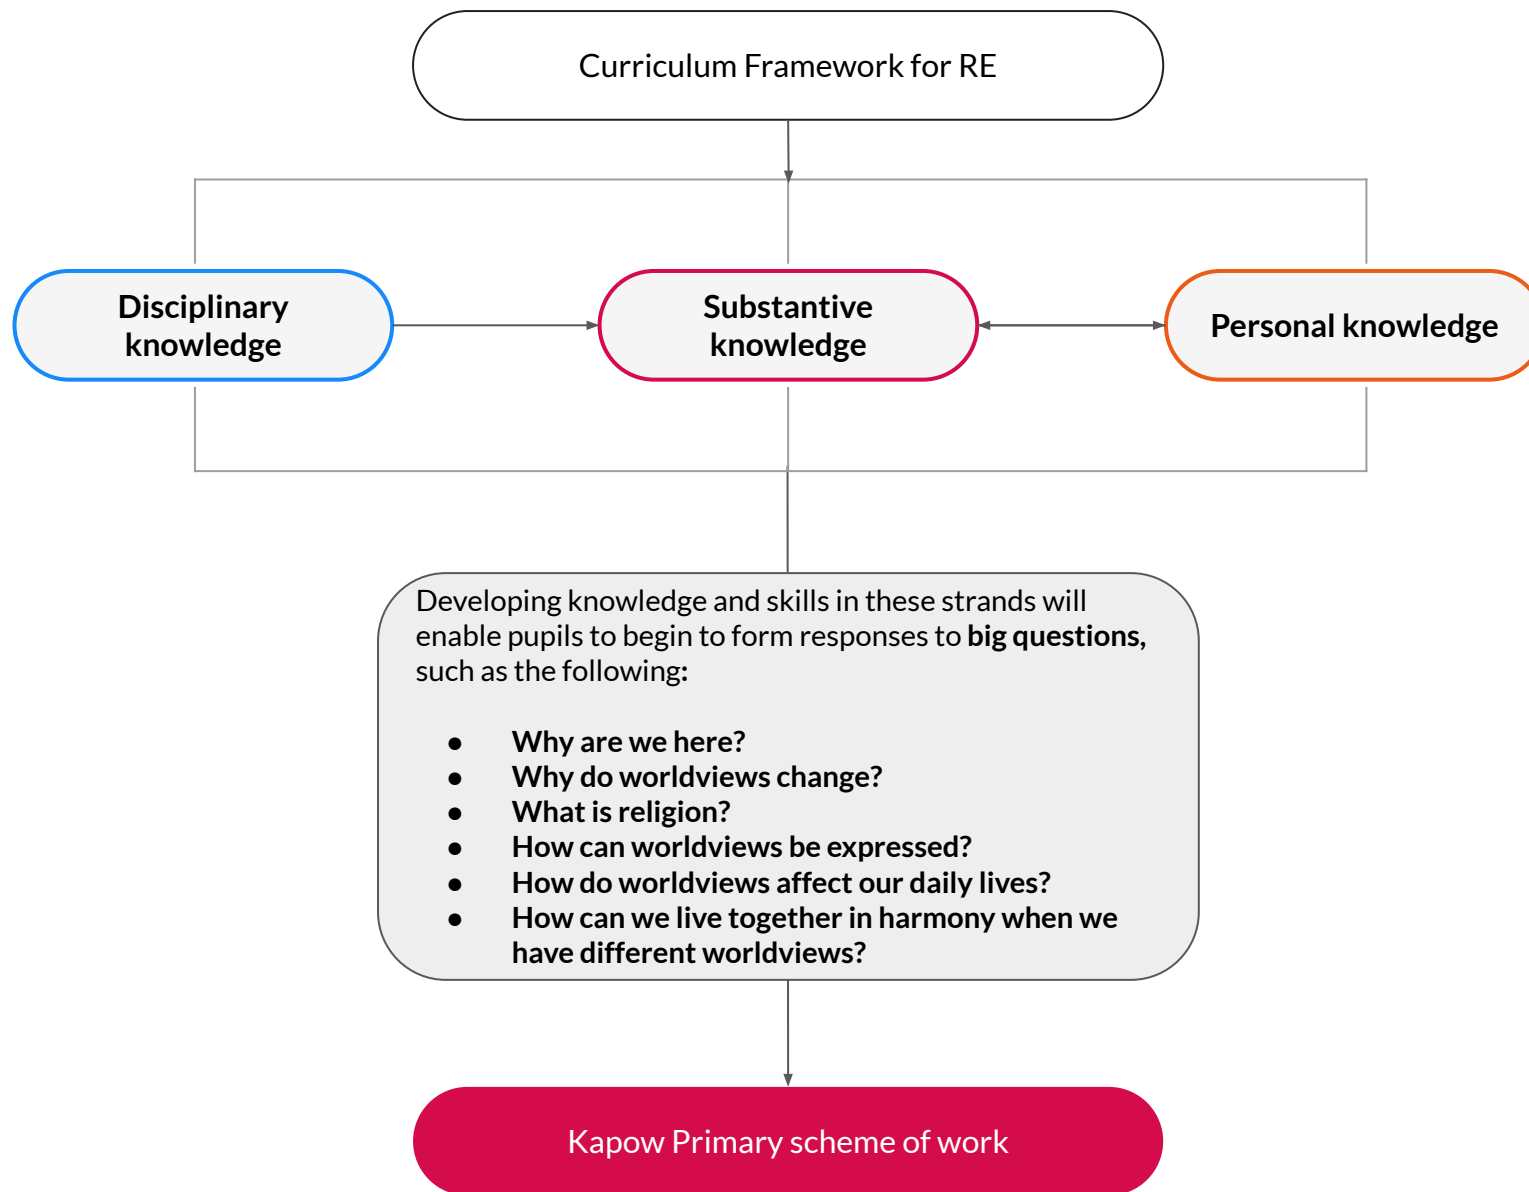 Curriculum Framework for RE
Disciplinary
knowledge
Substantive
knowledge
Personal knowledge
Developing knowledge and skills in these strands will
enable pupils to begin to form responses to big questions,
such as the following:
● Why are we here?
● Why do worldviews change?
● What is religion?
● How can worldviews be expressed?
● How do worldviews affect our daily lives?
● How can we live together in harmony when we
have different worldviews?
Kapow Primary scheme of work